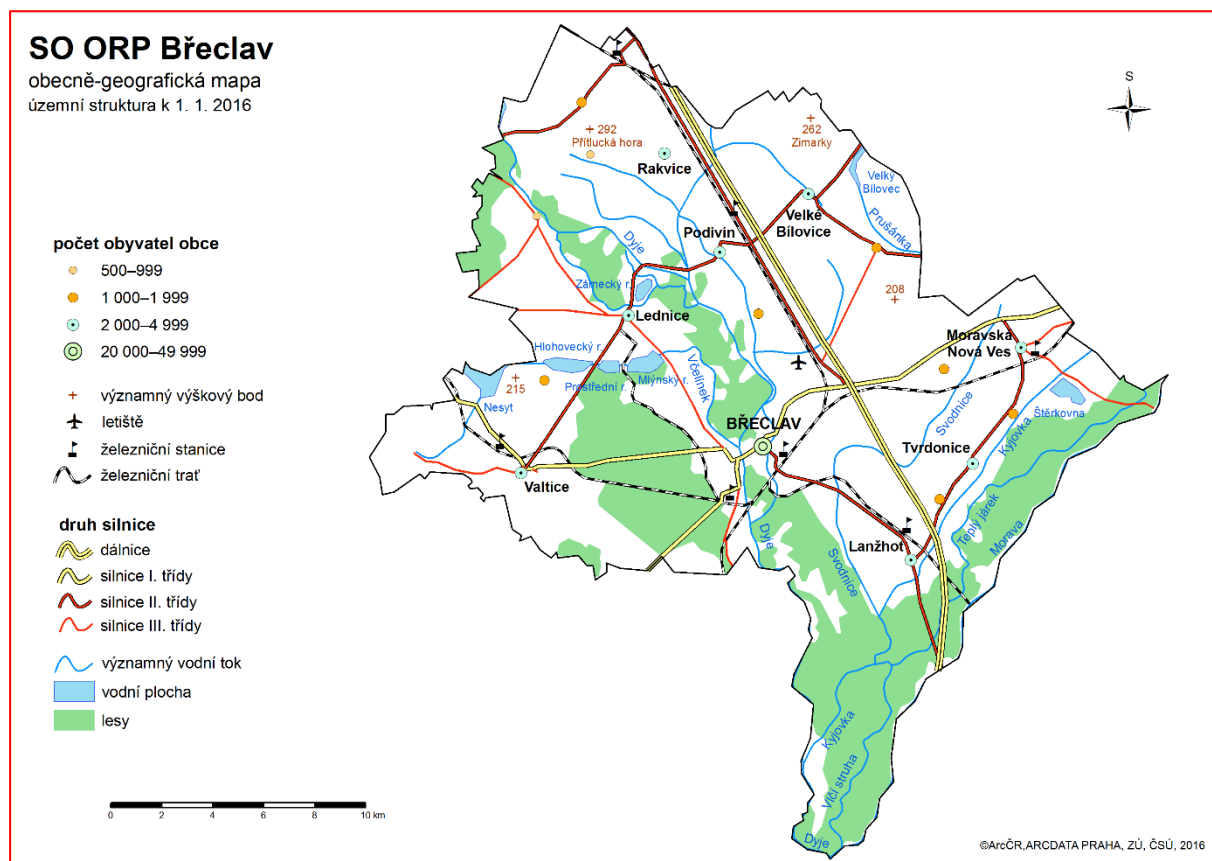 SO ORP Břeclav
obecně-geografická mapa
územní struktura k 1. 1. 2016
počet obyvatel obce
500–999
1 000–1 999
2 000–4 999
20 000–49 999
významný výškový bod
letiště
železniční stanice
železniční trať
druh silnice
dálnice
silnice I. třídy
silnice II. třídy
silnice III. třídy
významný vodní tok
vodní plocha
lesy
0 2 4 6 8 10 km
S
292
Přítlucká hora
262
Zimarky
Rakvice
Velký
Bílovec
Velké
Bílovice
Prušánka
Podivín
Dyje
Zámecký r.
208
Lednice
Moravská
Nová Ves
Hlohovecký r.
Prostřední r.
Mlýnský r.
Včelínek
215
Nesyt
Štěrkovna
Svodnice
Kyjovka
BŘECLAV
Tvrdonice
Valtice
Teplý járek
Morava
Dyje
Svodnice
Lanžhot
Kyjovka
Vlčí struha
Dyje
©ArcČR,ARCDATA PRAHA, ZÚ, ČSÚ, 2016